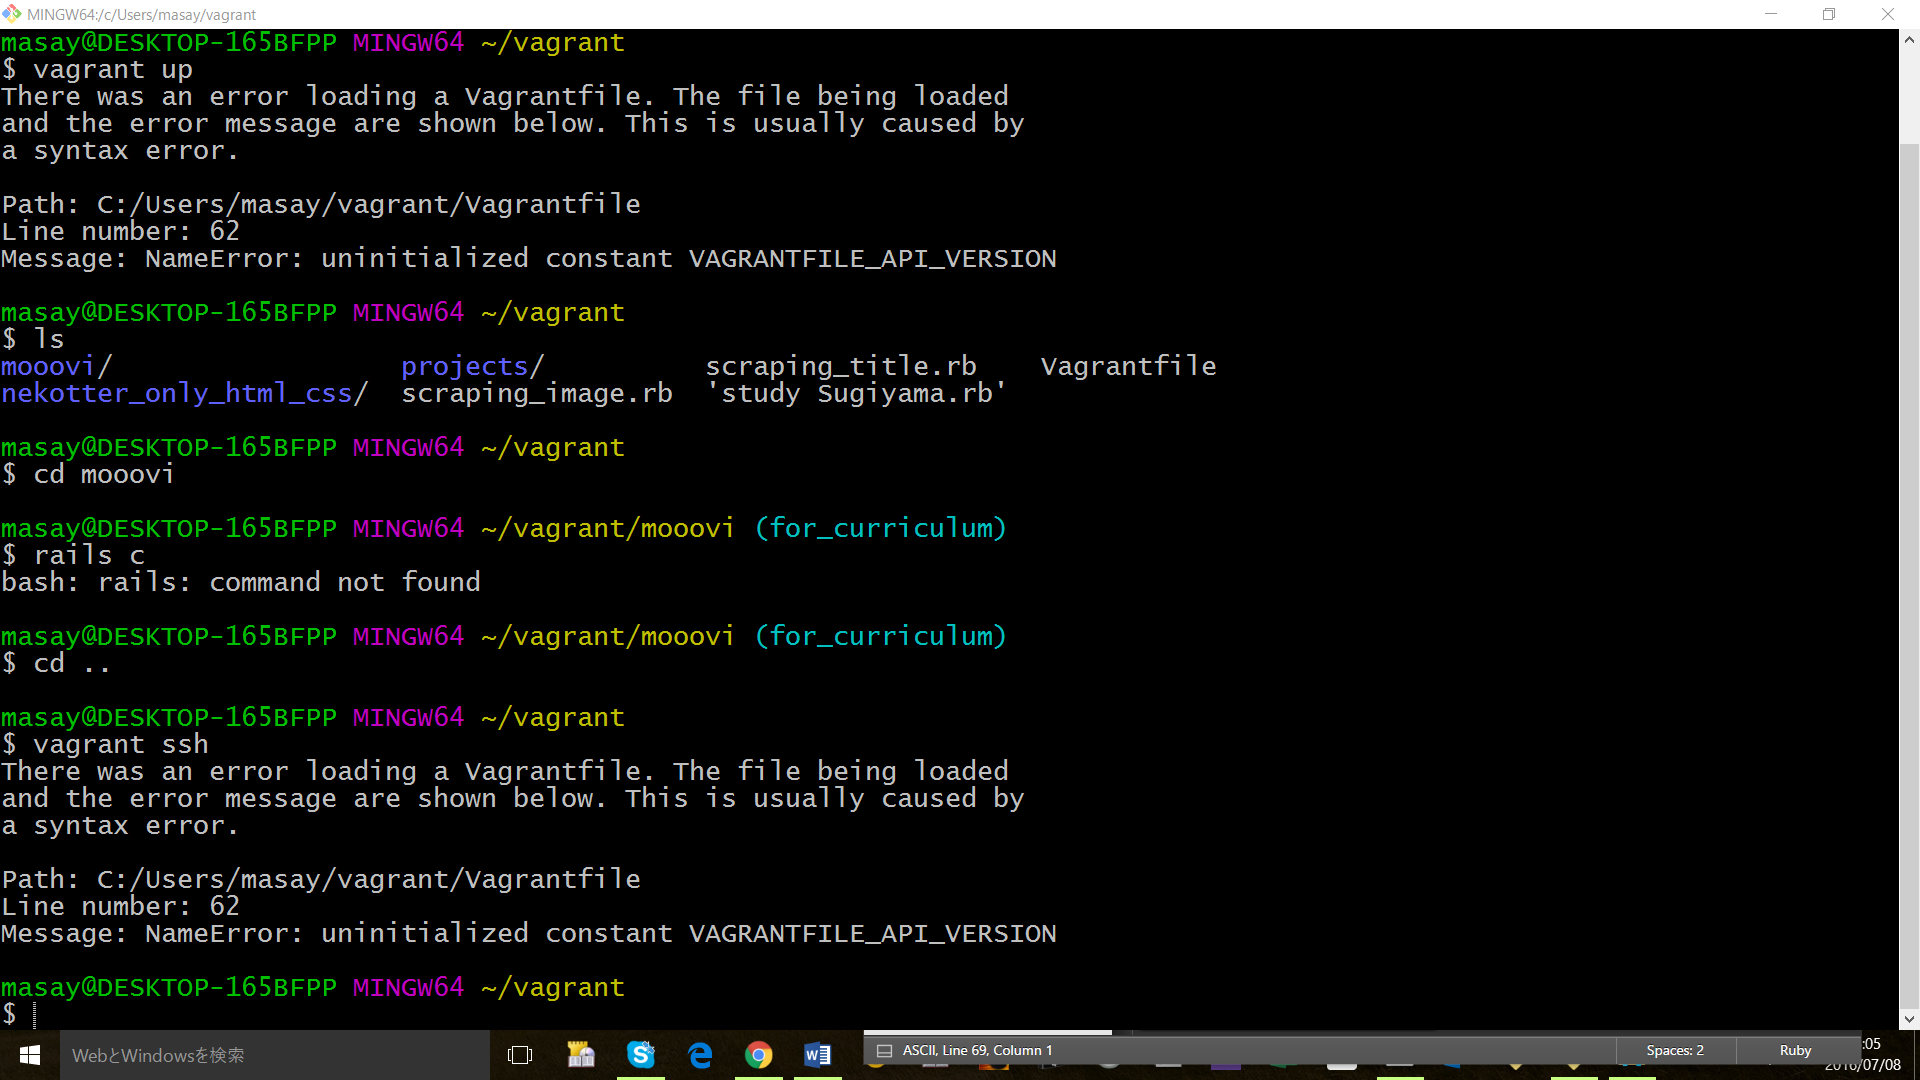 MINGW64:/c/Users/masay/vagrant
masay@DESKTOP-165BFPP MINGW64 ~/vagrant
$ vagrant up
There was an error loading a Vagrantfile. The file being loaded
and the error message are shown below. This is usually caused by
a syntax error.
Path: C:/Users/masay/vagrant/Vagrantfile
Line number: 62
Message: NameError: uninitialized constant VAGRANTFILE_API_VERSION
masay@DESKTOP-165BFPP MINGW64 ~/vagrant
$ ls
mooovi/ projects/ scraping_title.rb Vagrantfile
nekotter_only_html_css/ scraping_image.rb 'study Sugiyama.rb'
masay@DESKTOP-165BFPP MINGW64 ~/vagrant
$ cd mooovi
masay@DESKTOP-165BFPP MINGW64 ~/vagrant/mooovi (for_curriculum)
$ rails c
bash: rails: command not found
masay@DESKTOP-165BFPP MINGW64 ~/vagrant/mooovi (for_curriculum)
$ cd ..
masay@DESKTOP-165BFPP MINGW64 ~/vagrant
$ vagrant ssh
There was an error loading a Vagrantfile. The file being loaded
and the error message are shown below. This is usually caused by
a syntax error.
Path: C:/Users/masay/vagrant/Vagrantfile
Line number: 62
Message: NameError: uninitialized constant VAGRANTFILE_API_VERSION
masay@DESKTOP-165BFPP MINGW64 ~/vagrant
$
WebとWindowsを検索
ASCII, Line 69, Column 1 Spaces: 2 Ruby
:05
2016/07/08